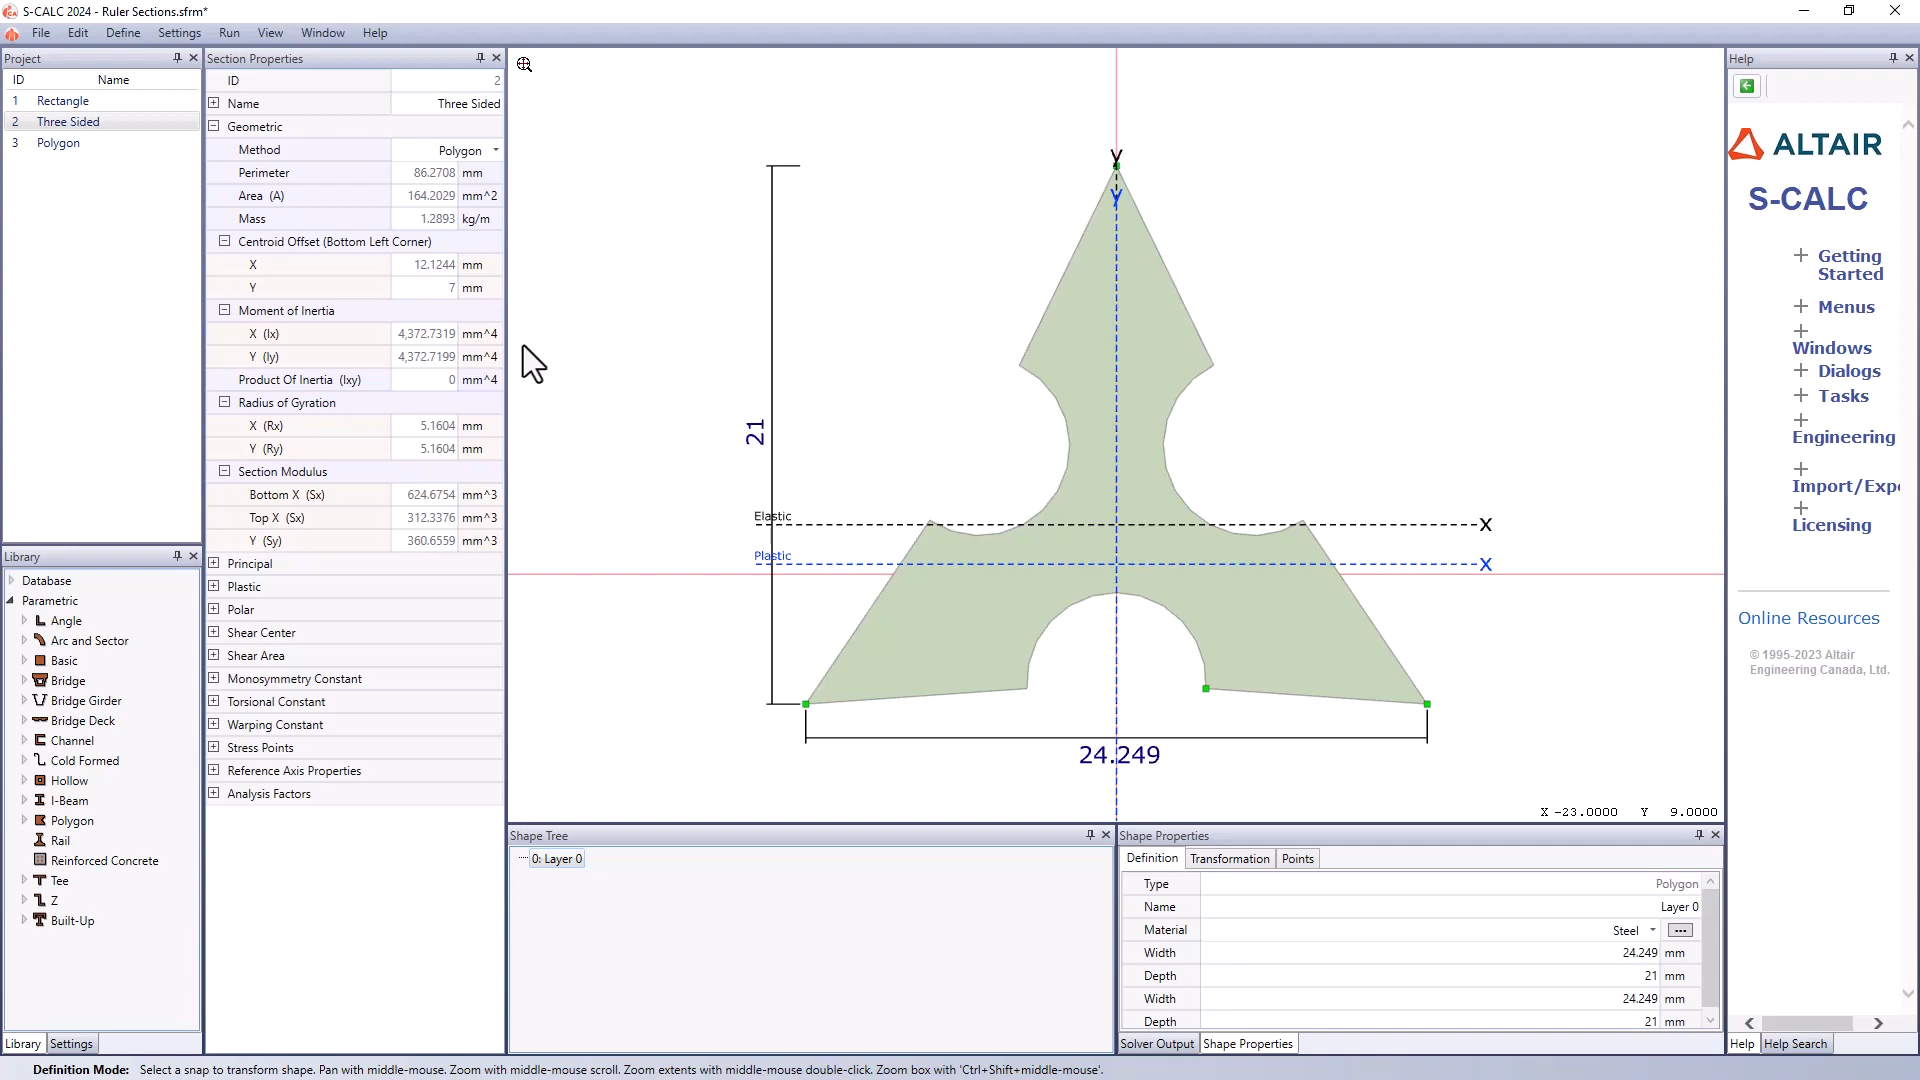 S-CALC 2024 - Ruler Sections.sfrm*
File Edit Define Settings Run View Window Help
Project
ID Name
1 Rectangle
2 Three Sided
3 Polygon
Library
Database
Parametric
Angle
Arc and Sector
Basic
Bridge
Bridge Girder
Bridge Deck
Channel
Cold Formed
Hollow
I-Beam
Polygon
Rail
Reinforced Concrete
Tee
Z
Built-Up
Library Settings
Section Properties
ID 2
Name Three Sided
Geometric
Method Polygon
Perimeter 86.2708 mm
Area (A) 164.2029 mm^2
Mass 1.2893 kg/m
Centroid Offset (Bottom Left Corner)
X 12.1244 mm
Y 7 mm
Moment of Inertia
X (Ix) 4,372.7319 mm^4
Y (Iy) 4,372.7199 mm^4
Product Of Inertia (Ixy) 0 mm^4
Radius of Gyration
X (Rx) 5.1604 mm
Y (Ry) 5.1604 mm
Section Modulus
Bottom X (Sx) 624.6754 mm^3
Top X (Sx) 312.3376 mm^3
Y (Sy) 360.6559 mm^3
Principal
Plastic
Polar
Shear Center
Shear Area
Monosymmetry Constant
Torsional Constant
Warping Constant
Stress Points
Reference Axis Properties
Analysis Factors
y
y
21
Elastic x
Plastic x
24.249
X -23.0000 Y 9.0000
Shape Tree
0: Layer 0
Shape Properties
Definition Transformation Points
Type Polygon
Name Layer 0
Material Steel ...
Width 24.249 mm
Depth 21 mm
Width 24.249 mm
Depth 21 mm
Solver Output Shape Properties
Help
ALTAIR
S-CALC
Getting
Started
Menus
Windows
Dialogs
Tasks
Engineering
Import/Exp
Licensing
Online Resources
© 1995-2023 Altair
Engineering Canada, Ltd.
Help Help Search
Definition Mode: Select a snap to transform shape. Pan with middle-mouse. Zoom with middle-mouse scroll. Zoom extents with middle-mouse double-click. Zoom box with 'Ctrl+Shift+middle-mouse'.